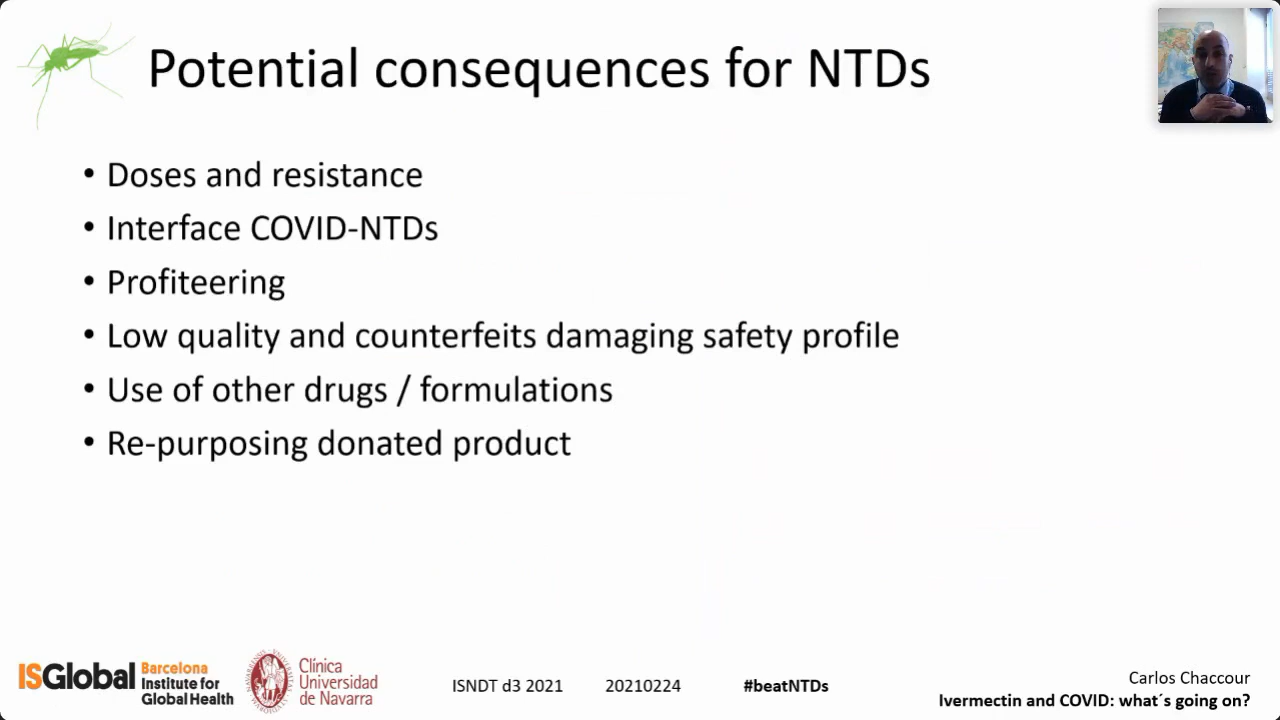 Potential consequences for NTDs
• Doses and resistance
• Interface COVID-NTDs
• Profiteering
• Low quality and counterfeits damaging safety profile
• Use of other drugs / formulations
• Re-purposing donated product
ISGlobal
Barcelona
Institute for
Global Health
Clínica
Universidad
de Navarra
ISNDT d3 2021
20210224
#beatNTDs
Carlos Chaccour
Ivermectin and COVID: what´s going on?